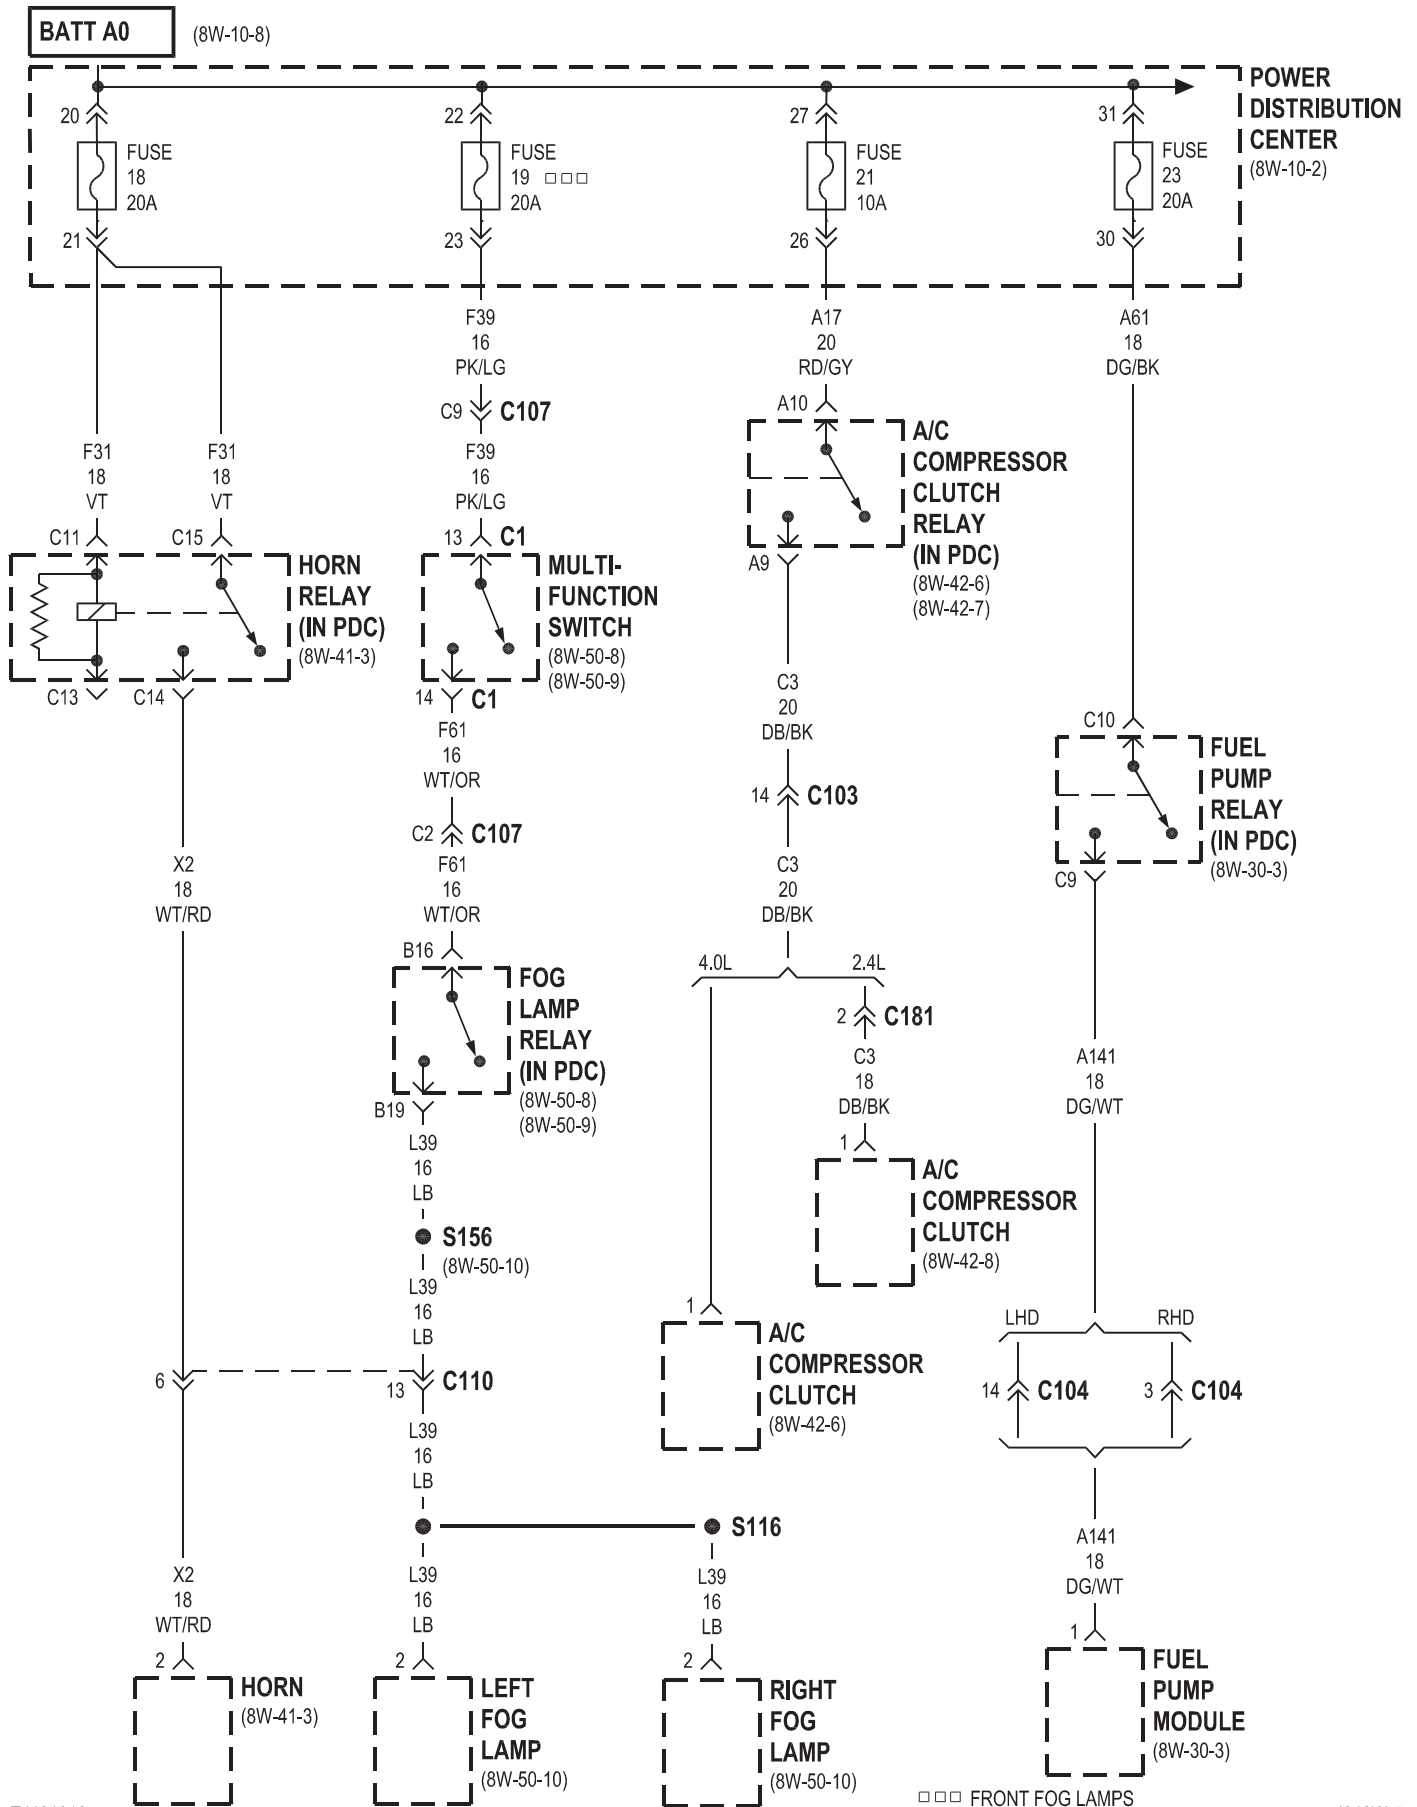 BATT A0
(8W-10-8)
POWER
DISTRIBUTION
CENTER
(8W-10-2)
20
FUSE
18
20A
21
22
FUSE
19 □□□
20A
23
27
FUSE
21
10A
26
31
FUSE
23
20A
30
F31
18
VT
F31
18
VT
C11
C15
HORN
RELAY
(IN PDC)
(8W-41-3)
C13
C14
X2
18
WT/RD
6
X2
18
WT/RD
2
HORN
(8W-41-3)
F39
16
PK/LG
C9
C107
F39
16
PK/LG
13
C1
MULTI-
FUNCTION
SWITCH
(8W-50-8)
(8W-50-9)
14
C1
F61
16
WT/OR
C2
C107
F61
16
WT/OR
B16
FOG
LAMP
RELAY
(IN PDC)
(8W-50-8)
(8W-50-9)
B19
L39
16
LB
S156
(8W-50-10)
L39
16
LB
13
C110
L39
16
LB
S116
L39
16
LB
2
LEFT
FOG
LAMP
(8W-50-10)
L39
16
LB
2
RIGHT
FOG
LAMP
(8W-50-10)
A17
20
RD/GY
A10
A/C
COMPRESSOR
CLUTCH
RELAY
(IN PDC)
(8W-42-6)
(8W-42-7)
A9
C3
20
DB/BK
14
C103
C3
20
DB/BK
4.0L
2.4L
2
C181
C3
18
DB/BK
1
A/C
COMPRESSOR
CLUTCH
(8W-42-8)
1
A/C
COMPRESSOR
CLUTCH
(8W-42-6)
A61
18
DG/BK
C10
FUEL
PUMP
RELAY
(IN PDC)
(8W-30-3)
C9
A141
18
DG/WT
LHD
RHD
14
C104
3
C104
A141
18
DG/WT
1
FUEL
PUMP
MODULE
(8W-30-3)
□□□ FRONT FOG LAMPS